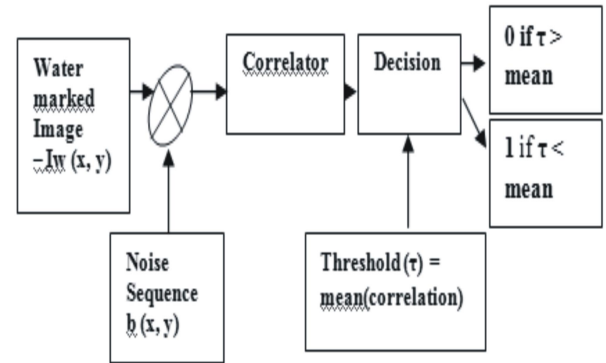 Water
marked
Image
–Iw (x, y)
Correlator
Decision
0 if τ >
mean
1 if τ <
mean
Noise
Sequence
b (x, y)
Threshold (τ) =
mean(correlation)